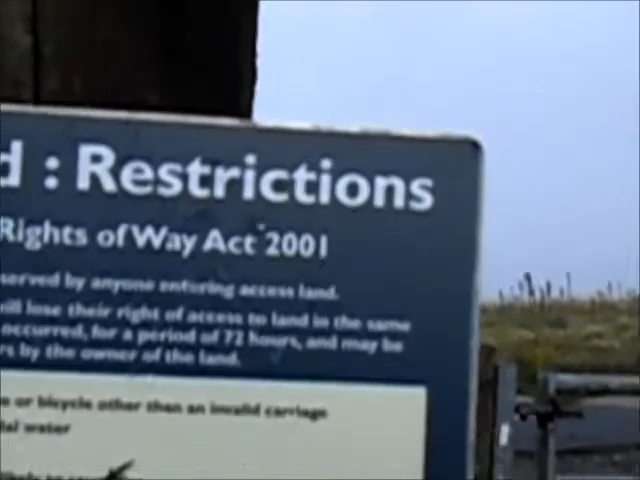 d : Restrictions
Rights of Way Act 2001
served by anyone entering access land.
ill lose their right of access to land in the same
occurred, for a period of 72 hours, and may be
rs by the owner of the land.
or bicycle other than an invalid carriage
water